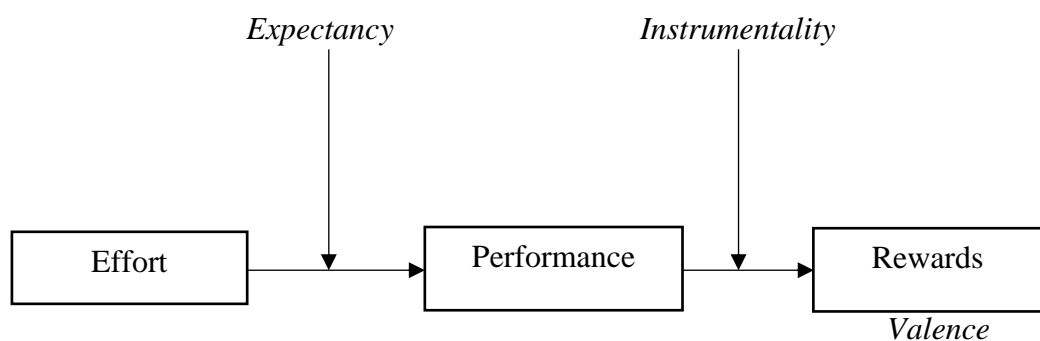 Expectancy
Instrumentality
Effort
Performance
Rewards
Valence